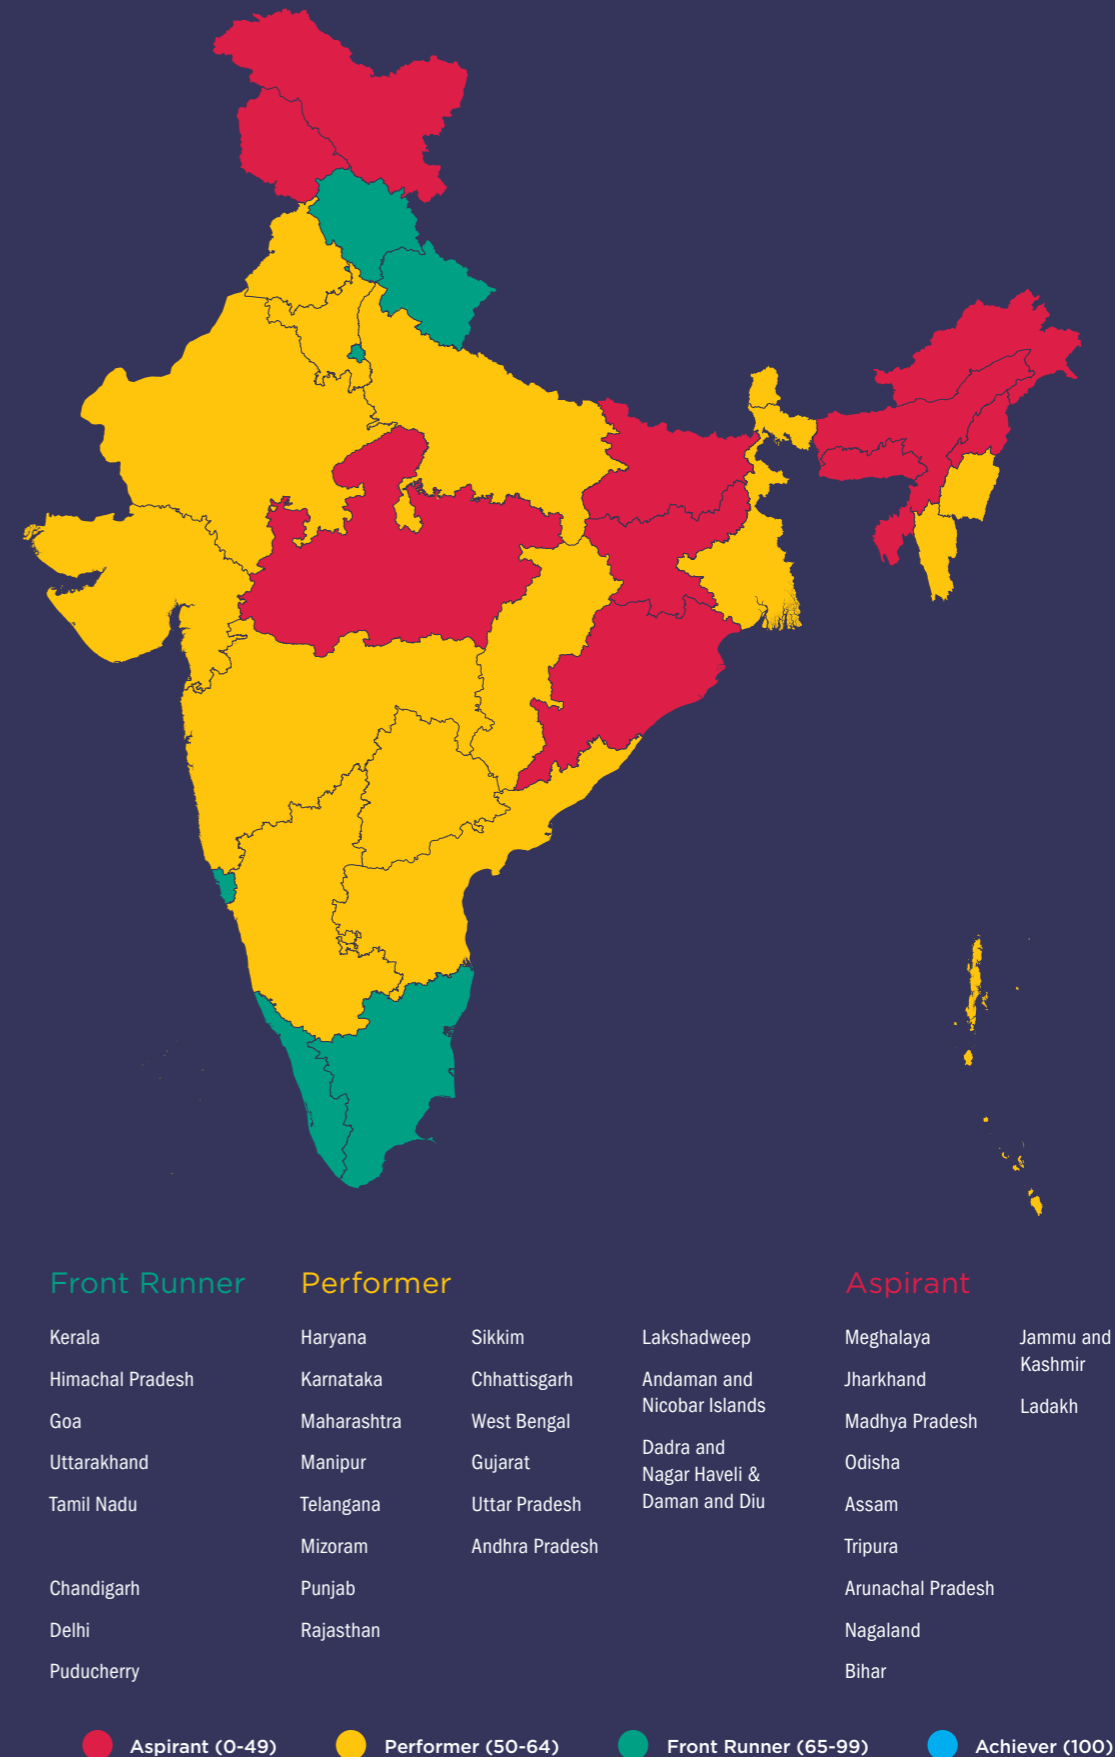 Front Runner
Kerala
Himachal Pradesh
Goa
Uttarakhand
Tamil Nadu
Chandigarh
Delhi
Puducherry
Performer
Haryana
Karnataka
Maharashtra
Manipur
Telangana
Mizoram
Punjab
Rajasthan
Sikkim
Chhattisgarh
West Bengal
Gujarat
Uttar Pradesh
Andhra Pradesh
Lakshadweep
Andaman and
Nicobar Islands
Dadra and
Nagar Haveli &
Daman and Diu
Aspirant
Meghalaya
Jharkhand
Madhya Pradesh
Odisha
Assam
Tripura
Arunachal Pradesh
Nagaland
Bihar
Jammu and
Kashmir
Ladakh
Aspirant (0-49)
Performer (50-64)
Front Runner (65-99)
Achiever (100)